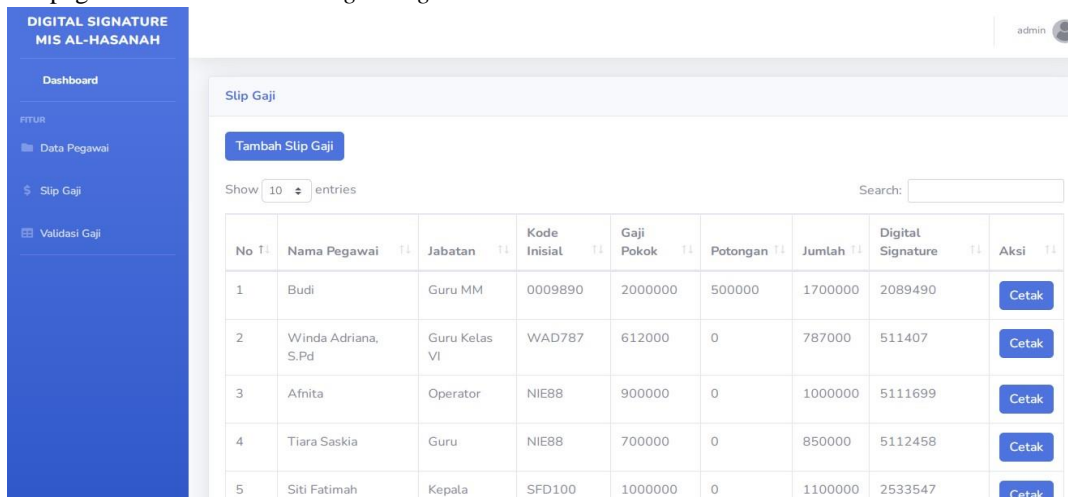 DIGITAL SIGNATURE
MIS AL-HASANAH
admin
Dashboard
Slip Gaji
FITUR
Data Pegawai
Tambah Slip Gaji
Slip Gaji
Show 10 entries
Search:
Validasi Gaji
No Nama Pegawai Jabatan Kode Inisial Gaji Pokok Potongan Jumlah Digital Signature Aksi
1 Budi Guru MM 0009890 2000000 500000 1700000 2089490 Cetak
2 Winda Adriana, S.Pd Guru Kelas VI WAD787 612000 0 787000 511407 Cetak
3 Afnita Operator NIE88 900000 0 1000000 5111699 Cetak
4 Tiara Saskia Guru NIE88 700000 0 850000 5112458 Cetak
5 Siti Fatimah Kepala SFD100 1000000 0 1100000 2533547 Cetak